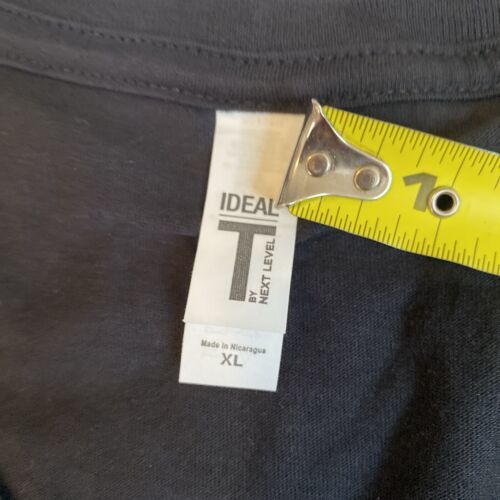 IDEAL
T
BY
NEXT LEVEL
Made in Nicaragua
XL
1